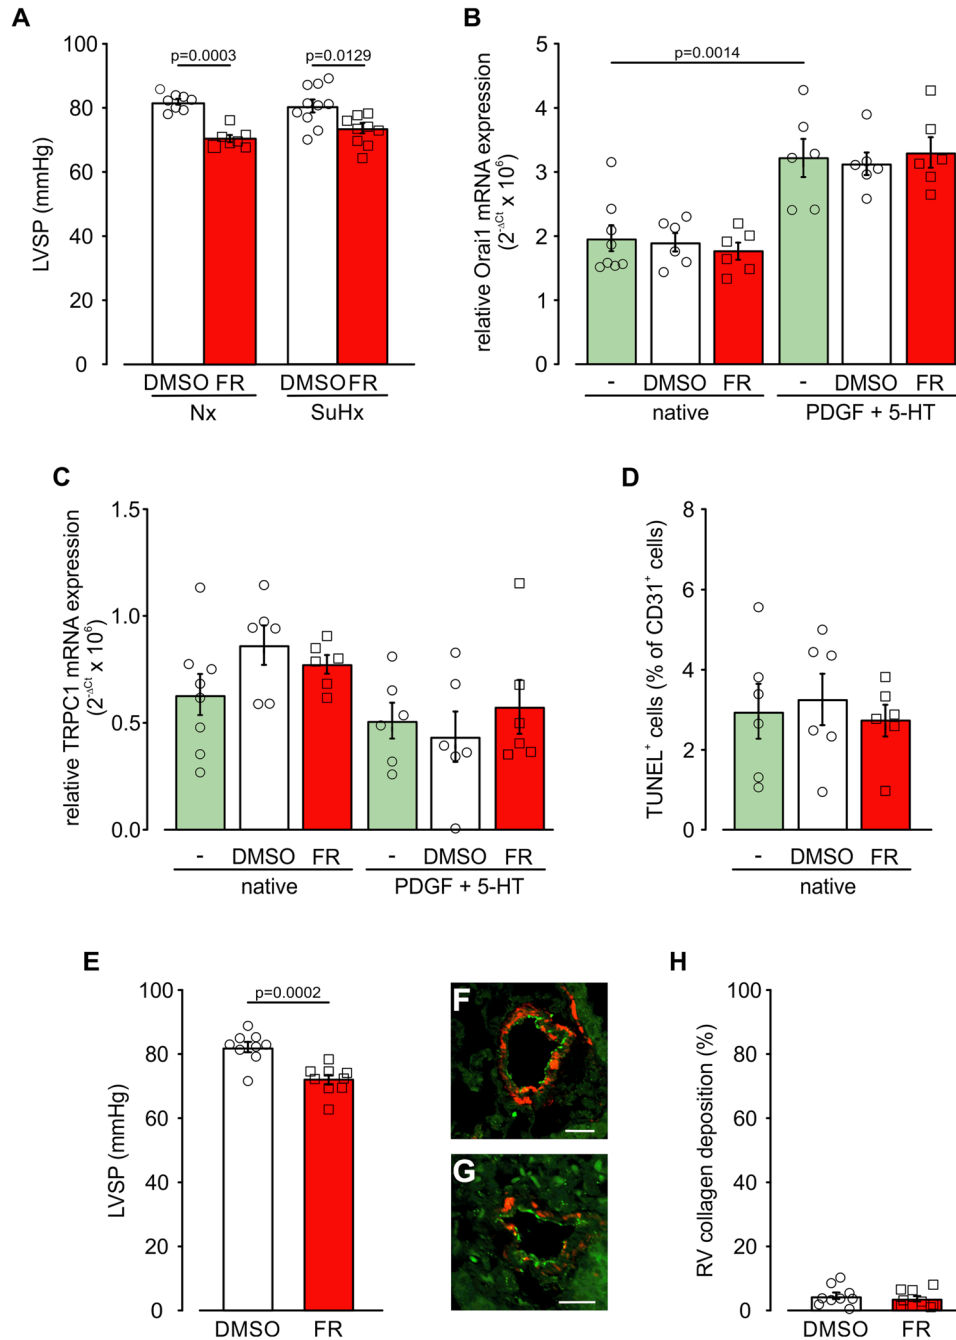 A
LVSP (mmHg)
100
80
60
40
20
0
p=0.0003
p=0.0129
DMSO FR
DMSO FR
Nx
SuHx
B
relative Orai1 mRNA expression
(2^-ΔCt x 10^6)
5
4
3
2
1
0
p=0.0014
- DMSO FR
- DMSO FR
native
PDGF + 5-HT
C
relative TRPC1 mRNA expression
(2^-ΔCt x 10^6)
1.5
1.0
0.5
0.0
- DMSO FR
- DMSO FR
native
PDGF + 5-HT
D
TUNEL⁺ cells (% of CD31⁺ cells)
8
6
4
2
0
- DMSO FR
native
E
LVSP (mmHg)
100
80
60
40
20
0
p=0.0002
DMSO FR
F
G
H
RV collagen deposition (%)
100
80
60
40
20
0
DMSO FR